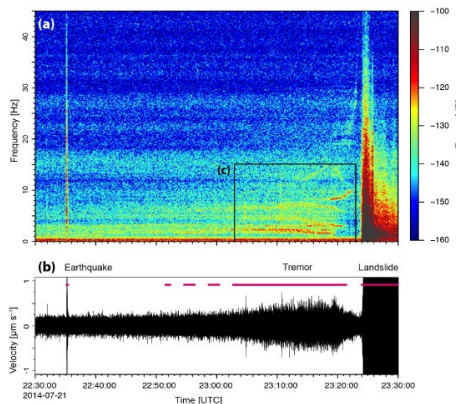 (a)
40
30
20
10
0
Frequency [Hz]
(c)
-100
-110
-120
-130
-140
-150
-160
(b)
Earthquake
Tremor
Landslide
1
0
-1
Velocity [µm s⁻¹]
22:30:00
22:40:00
22:50:00
23:00:00
23:10:00
23:20:00
23:30:00
2014-07-21
Time [UTC]